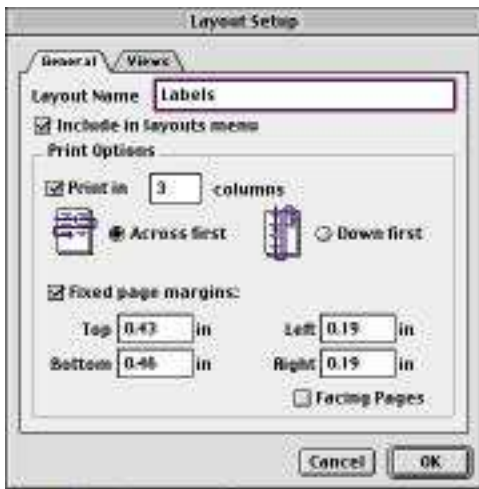 Layout Setup
General Views
Layout Name Labels
Include in layouts menu
Print Options
Print in 3 columns
Across first Down first
Fixed page margins:
Top 0.43 in Left 0.19 in
Bottom 0.46 in Right 0.19 in
Facing Pages
Cancel OK